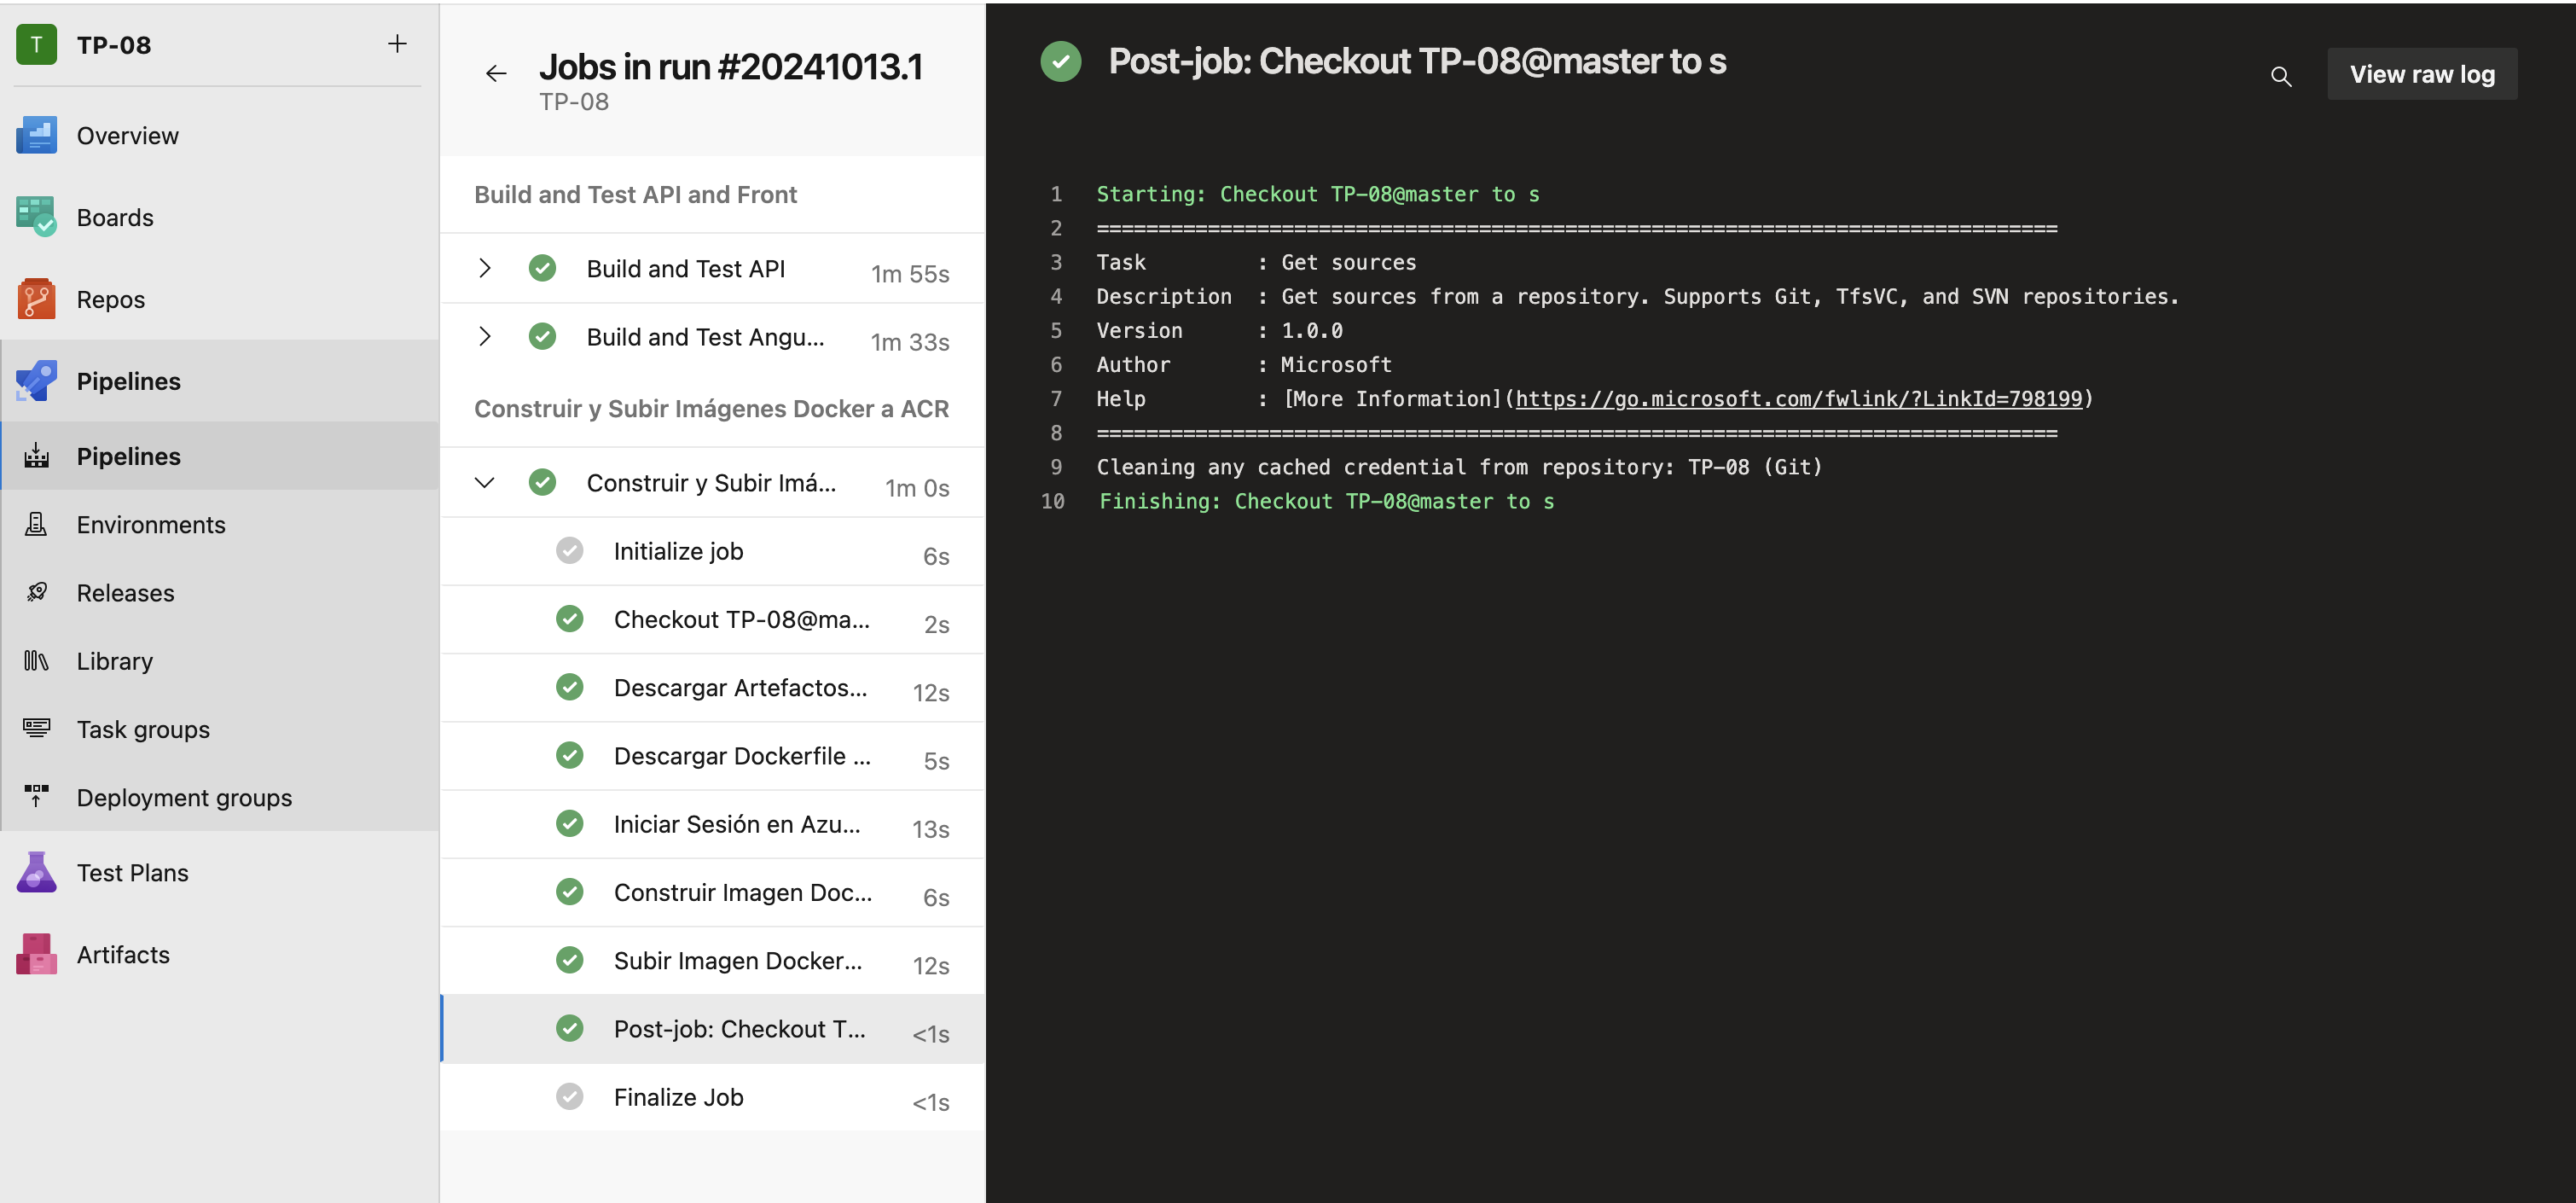 T TP-08
Overview
Boards
Repos
Pipelines
Pipelines
Environments
Releases
Library
Task groups
Deployment groups
Test Plans
Artifacts
Jobs in run #20241013.1
TP-08
Build and Test API and Front
Build and Test API 1m 55s
Build and Test Angu... 1m 33s
Construir y Subir Imágenes Docker a ACR
Construir y Subir Imá... 1m 0s
Initialize job 6s
Checkout TP-08@ma... 2s
Descargar Artefactos... 12s
Descargar Dockerfile ... 5s
Iniciar Sesión en Azu... 13s
Construir Imagen Doc... 6s
Subir Imagen Docker... 12s
Post-job: Checkout T... <1s
Finalize Job <1s
Post-job: Checkout TP-08@master to s
View raw log
1 Starting: Checkout TP-08@master to s
2 ==============================================================================
3 Task         : Get sources
4 Description  : Get sources from a repository. Supports Git, TfsVC, and SVN repositories.
5 Version      : 1.0.0
6 Author       : Microsoft
7 Help         : [More Information](https://go.microsoft.com/fwlink/?LinkId=798199)
8 ==============================================================================
9 Cleaning any cached credential from repository: TP-08 (Git)
10 Finishing: Checkout TP-08@master to s